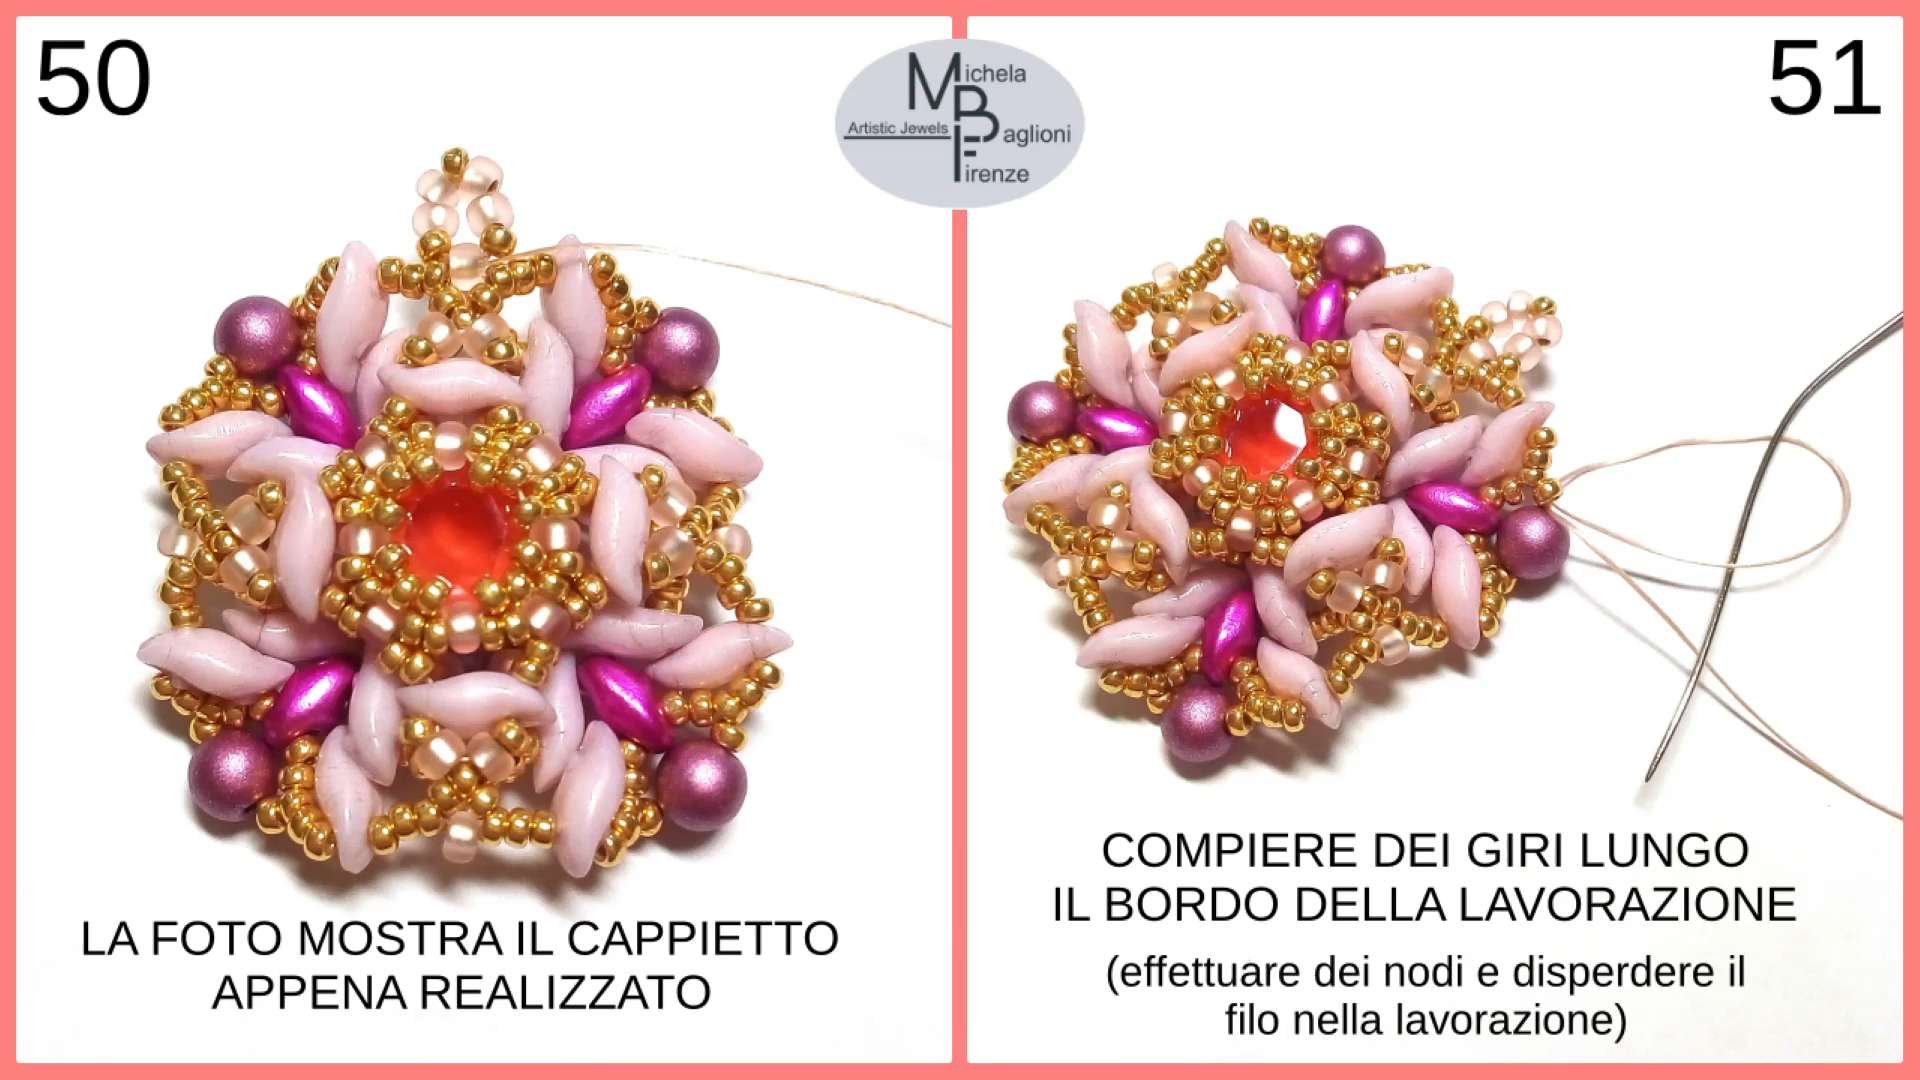 50
51
Michela
Artistic Jewels
Baglioni
Firenze
LA FOTO MOSTRA IL CAPPIETTO
APPENA REALIZZATO
COMPIERE DEI GIRI LUNGO
IL BORDO DELLA LAVORAZIONE
(effettuare dei nodi e disperdere il
filo nella lavorazione)